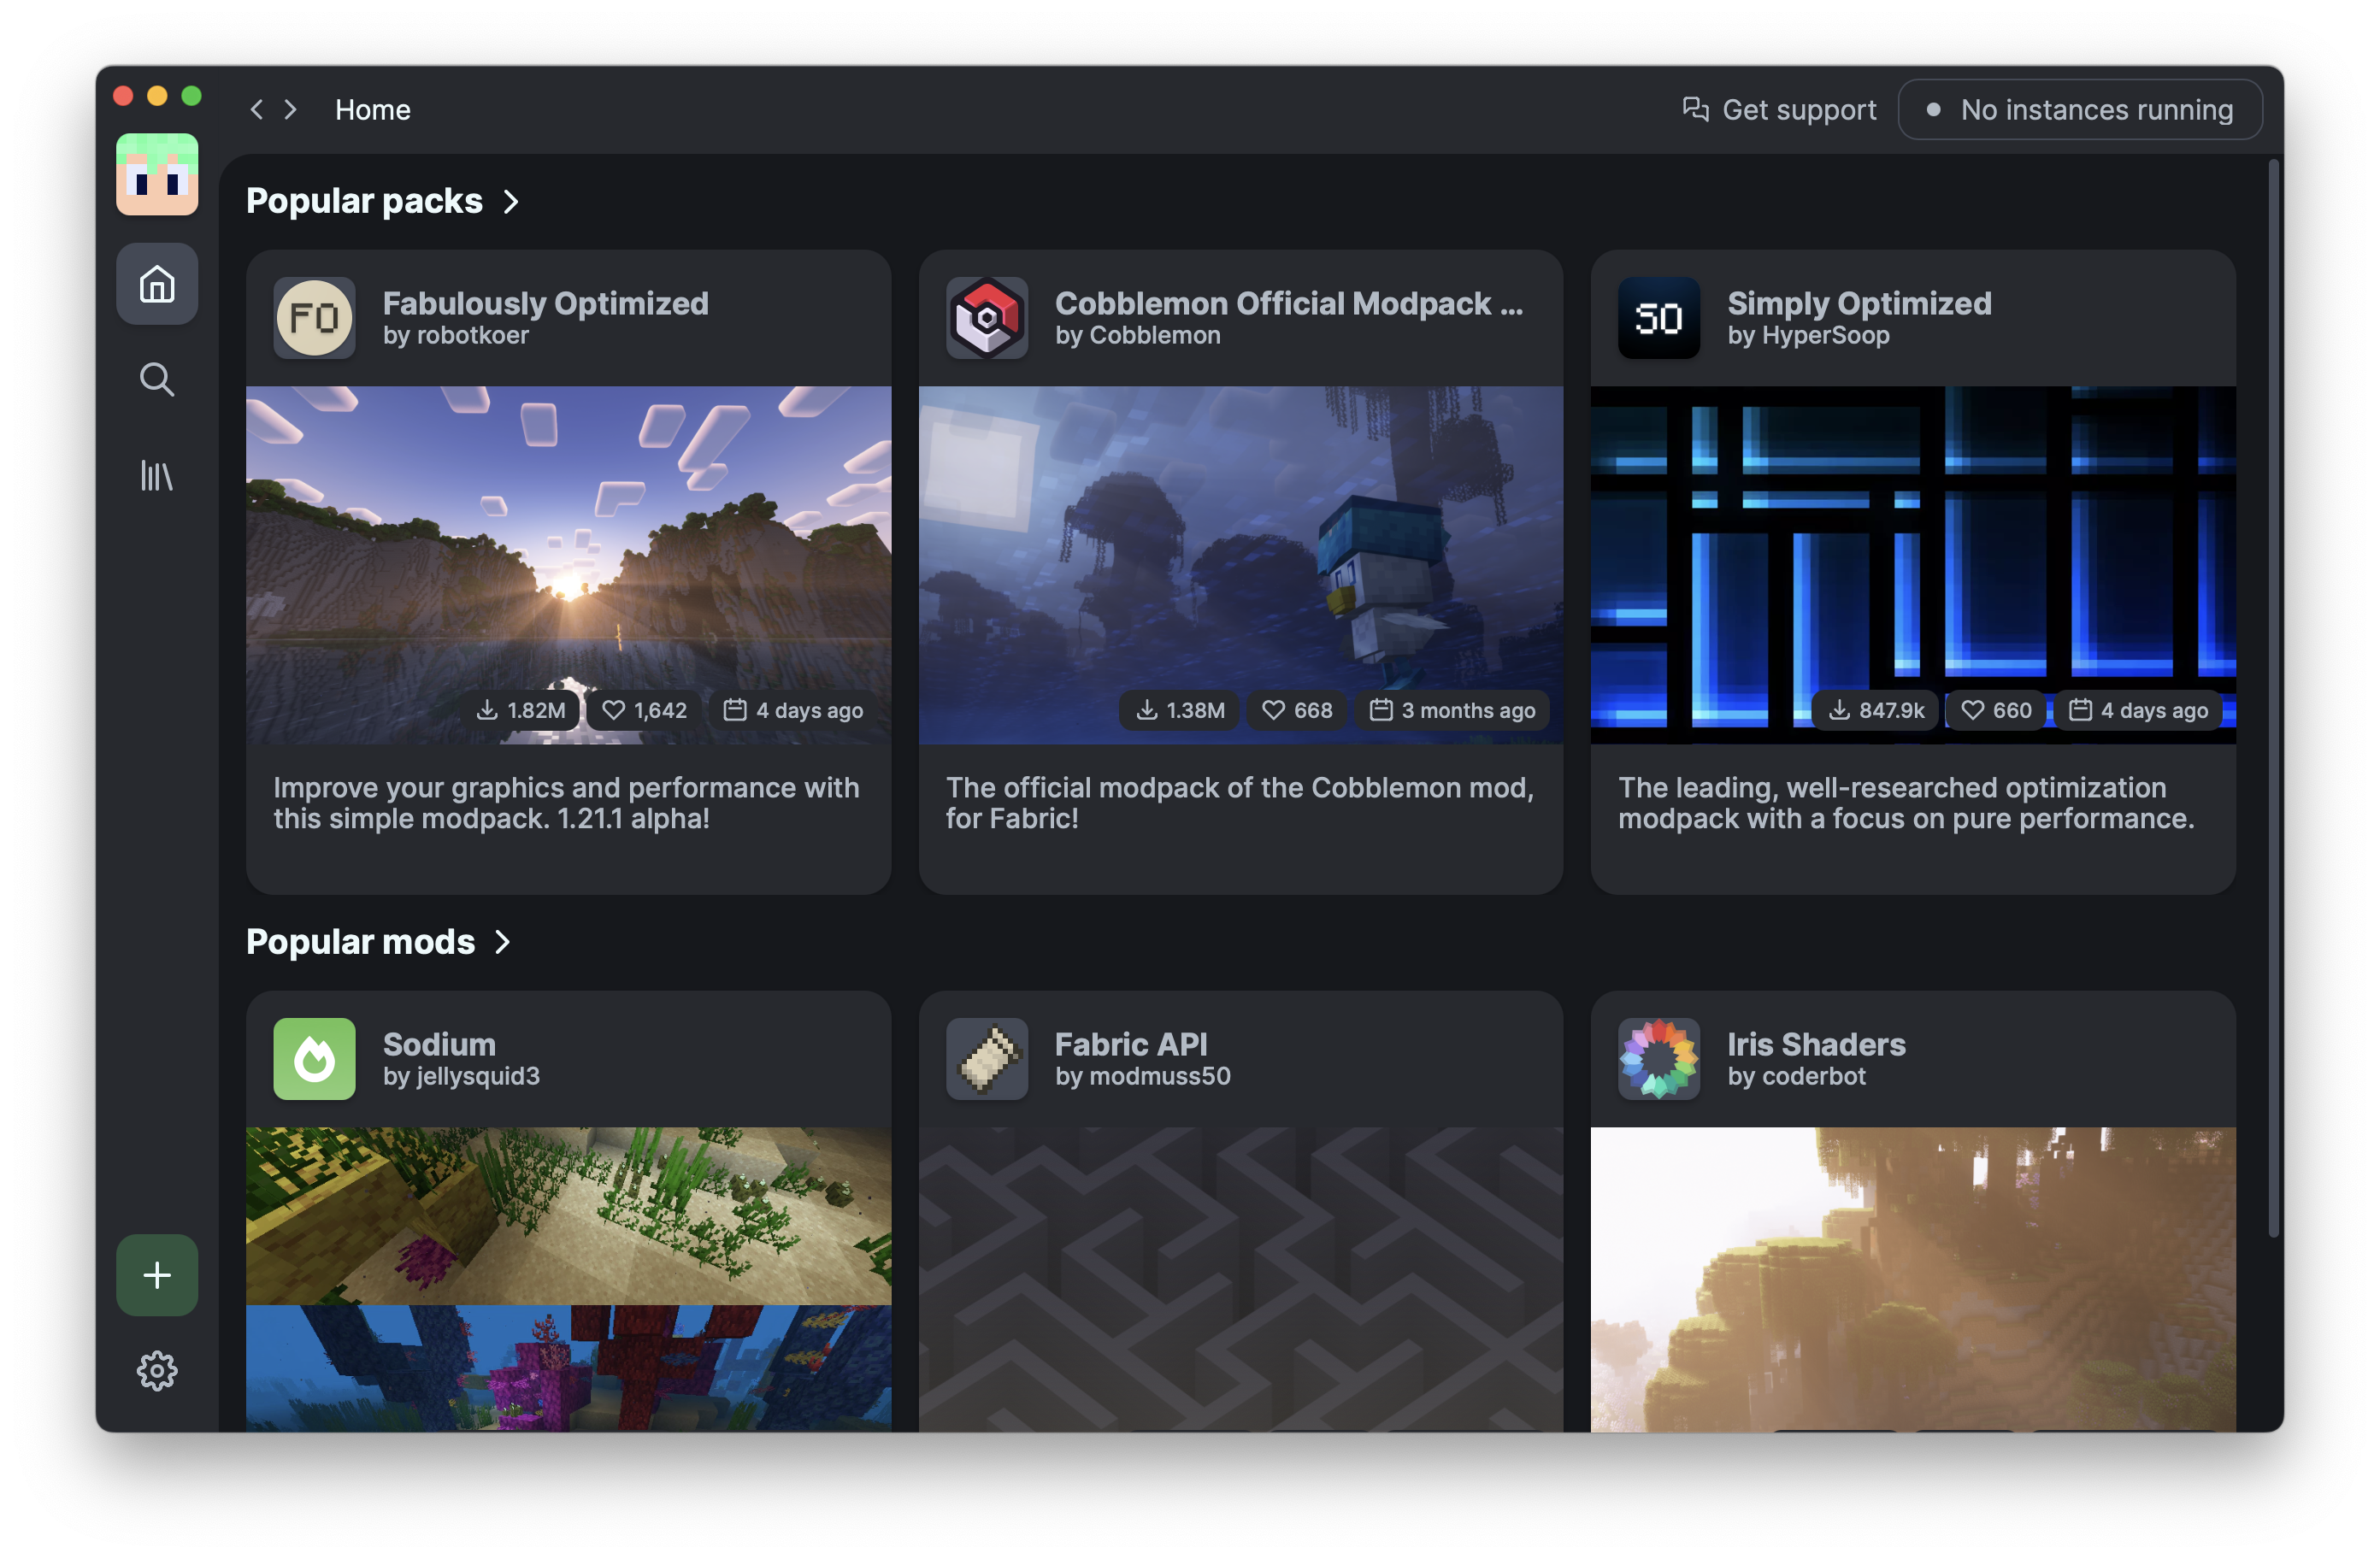 Home
Get support
No instances running
Popular packs
FO
Fabulously Optimized
by robotkoer
1.82M
1,642
4 days ago
Improve your graphics and performance with
this simple modpack. 1.21.1 alpha!
Cobblemon Official Modpack ...
by Cobblemon
1.38M
668
3 months ago
The official modpack of the Cobblemon mod,
for Fabric!
SO
Simply Optimized
by HyperSoop
847.9k
660
4 days ago
The leading, well-researched optimization
modpack with a focus on pure performance.
Popular mods
Sodium
by jellysquid3
Fabric API
by modmuss50
Iris Shaders
by coderbot